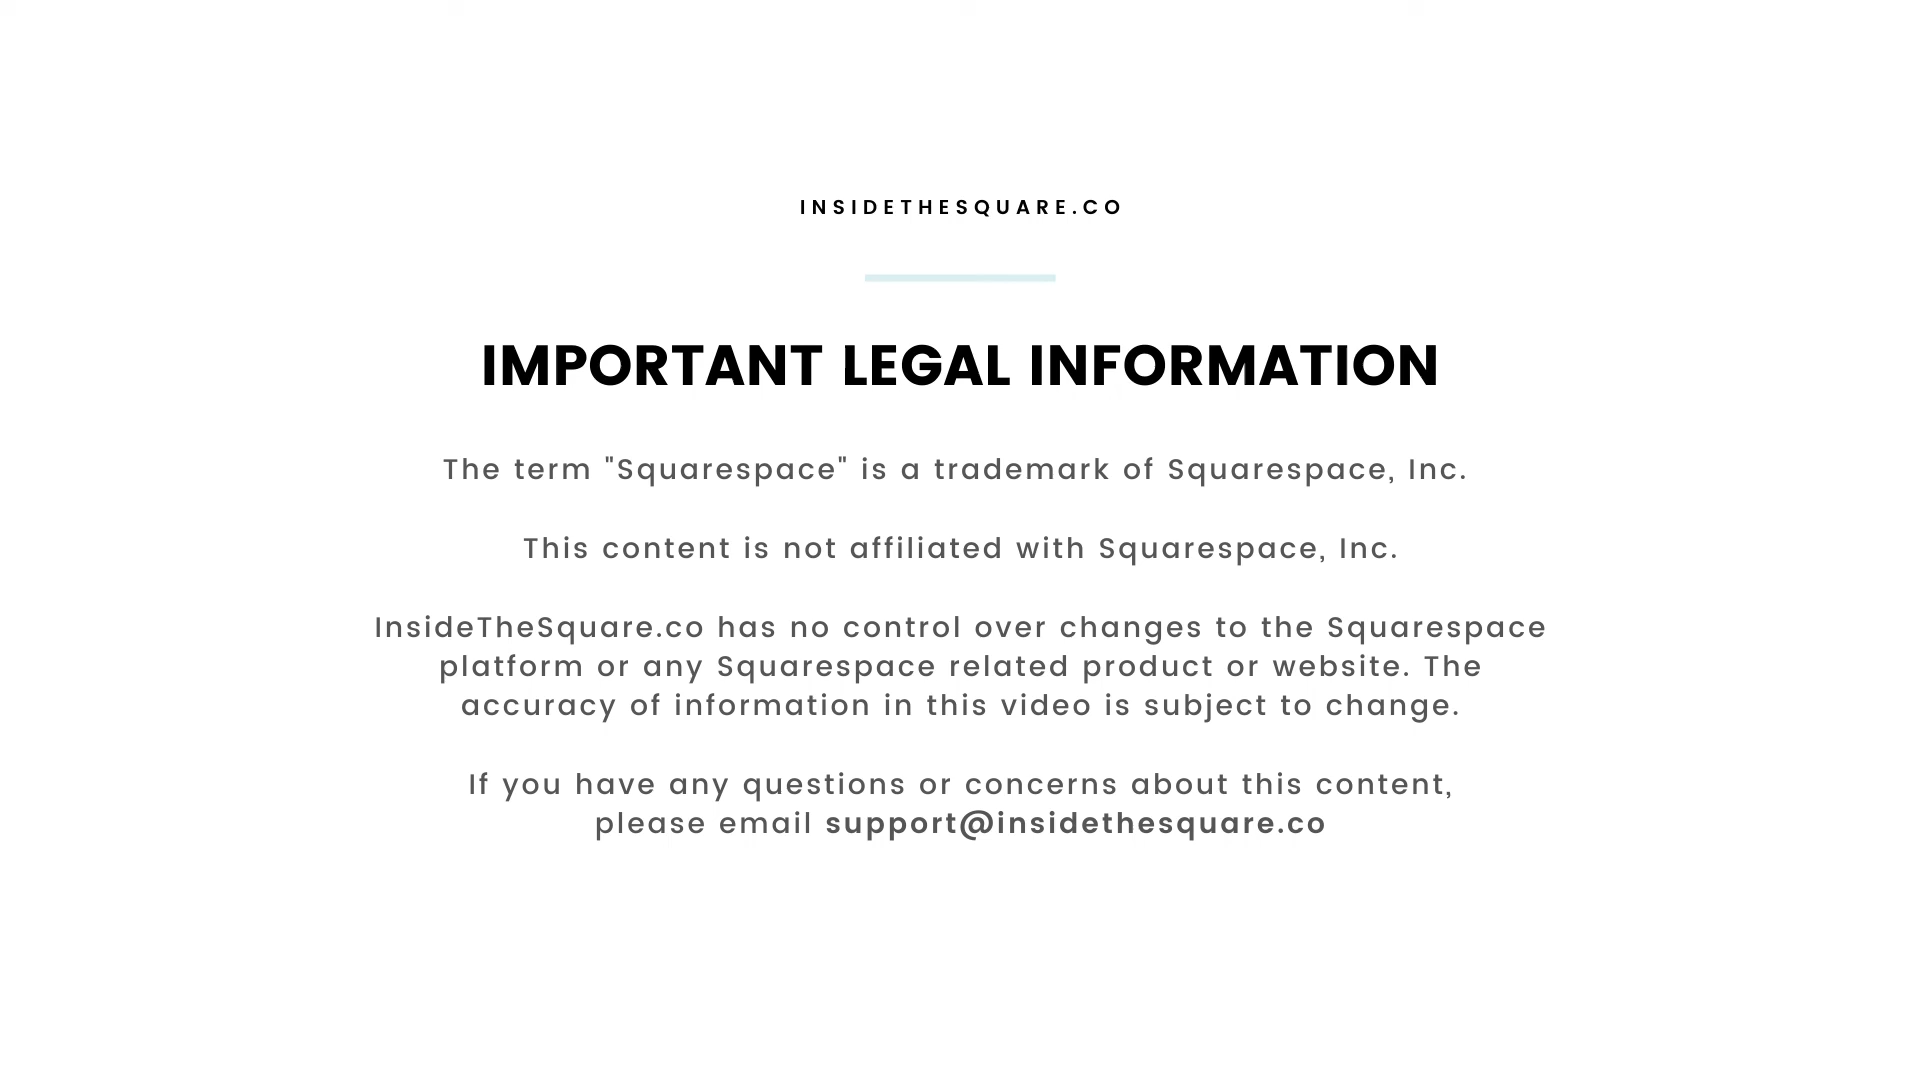 INSIDETHESQUARE.CO
IMPORTANT LEGAL INFORMATION
The term "Squarespace" is a trademark of Squarespace, Inc.
This content is not affiliated with Squarespace, Inc.
InsideTheSquare.co has no control over changes to the Squarespace
platform or any Squarespace related product or website. The
accuracy of information in this video is subject to change.
If you have any questions or concerns about this content,
please email support@insidethesquare.co